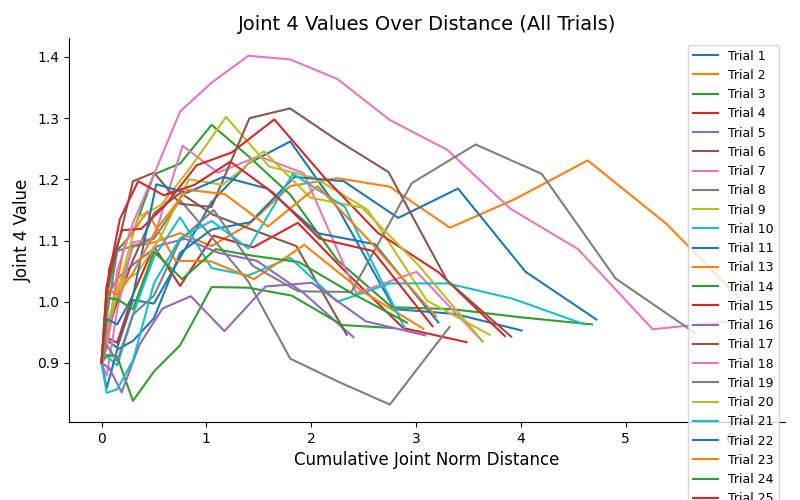 Joint 4 Values Over Distance (All Trials)
1.4
1.3
1.2
1.1
1.0
0.9
Joint 4 Value
0
1
2
3
4
5
6
Cumulative Joint Norm Distance
Trial 1
Trial 2
Trial 3
Trial 4
Trial 5
Trial 6
Trial 7
Trial 8
Trial 9
Trial 10
Trial 11
Trial 13
Trial 14
Trial 15
Trial 16
Trial 17
Trial 18
Trial 19
Trial 20
Trial 21
Trial 22
Trial 23
Trial 24
Trial 25